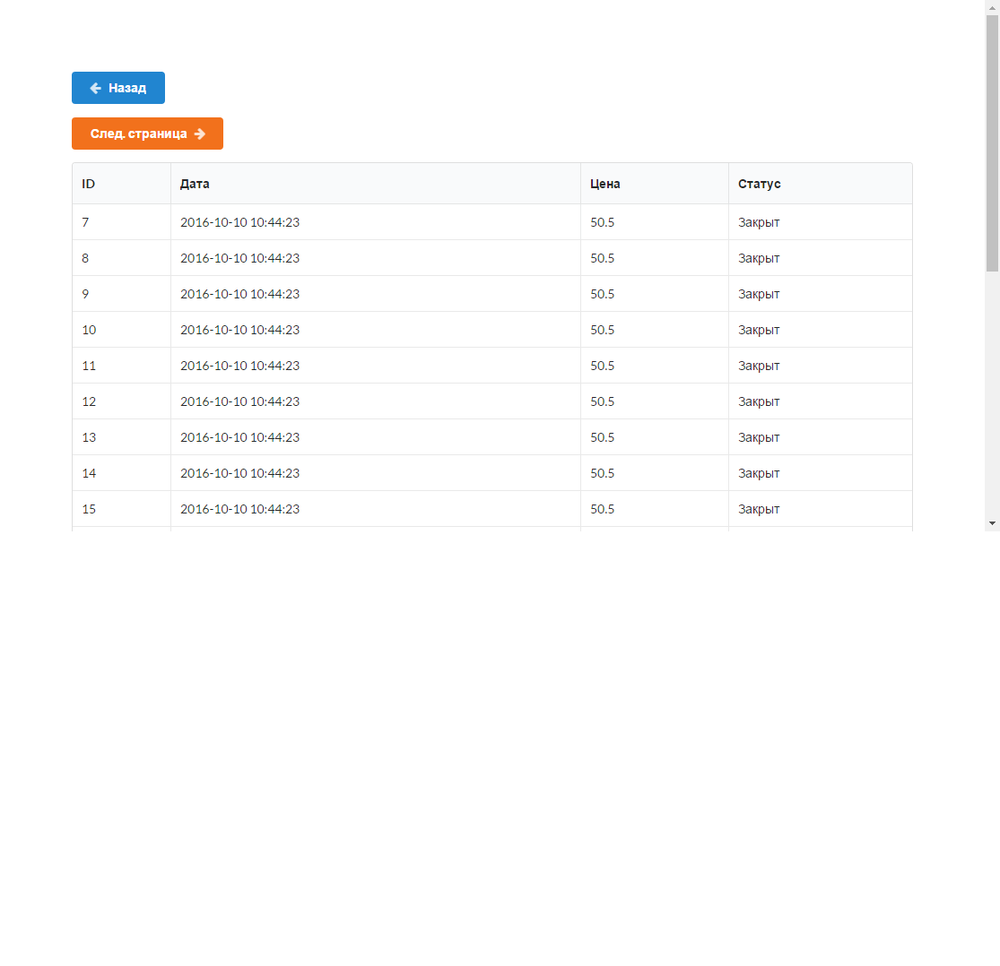 Назад
След. страница
ID Дата Цена Статус
7 2016-10-10 10:44:23 50.5 Закрыт
8 2016-10-10 10:44:23 50.5 Закрыт
9 2016-10-10 10:44:23 50.5 Закрыт
10 2016-10-10 10:44:23 50.5 Закрыт
11 2016-10-10 10:44:23 50.5 Закрыт
12 2016-10-10 10:44:23 50.5 Закрыт
13 2016-10-10 10:44:23 50.5 Закрыт
14 2016-10-10 10:44:23 50.5 Закрыт
15 2016-10-10 10:44:23 50.5 Закрыт